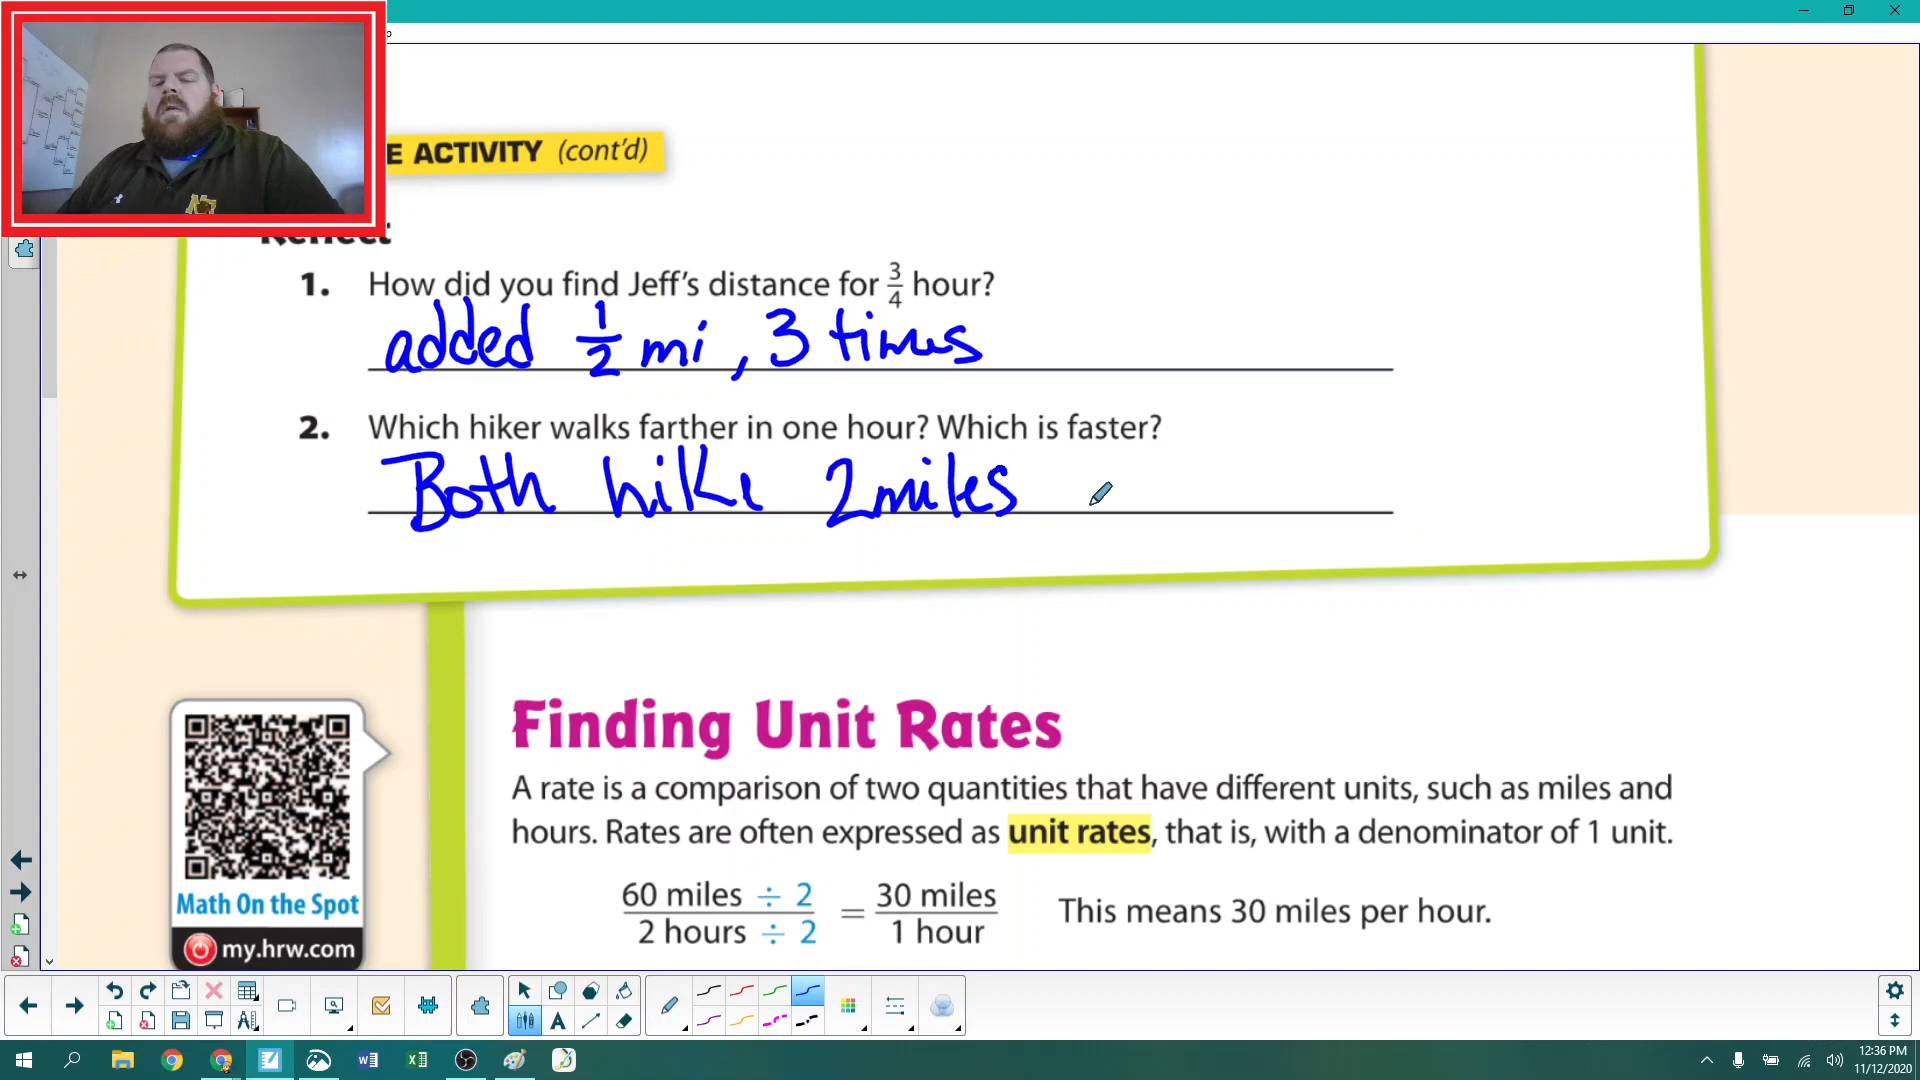 E ACTIVITY (cont'd)
Reflect
1. How did you find Jeff's distance for 3/4 hour?
added 1/2 mi, 3 times
2. Which hiker walks farther in one hour? Which is faster?
Both hike 2 miles
Finding Unit Rates
A rate is a comparison of two quantities that have different units, such as miles and
hours. Rates are often expressed as unit rates, that is, with a denominator of 1 unit.
60 miles ÷ 2 / 2 hours ÷ 2 = 30 miles / 1 hour This means 30 miles per hour.
Math On the Spot
my.hrw.com
12:36 PM
11/12/2020